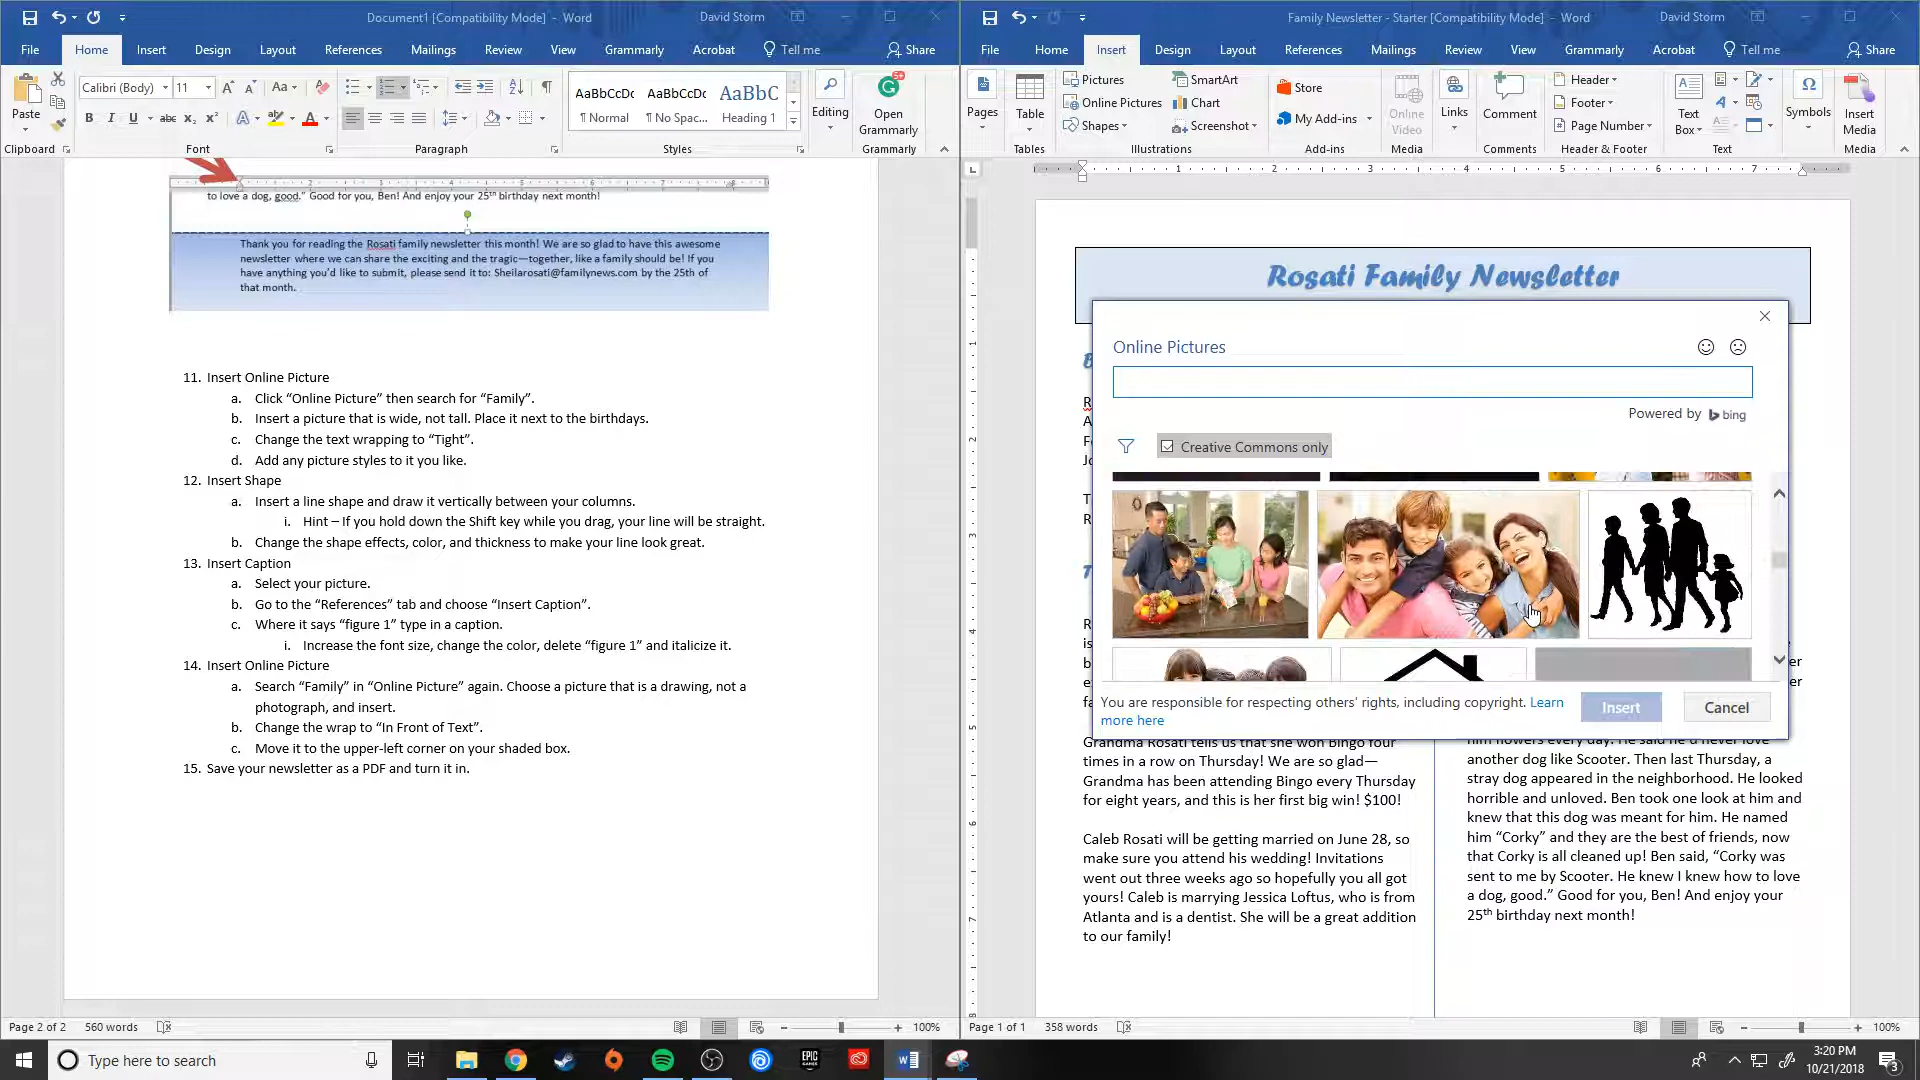 Document1 [Compatibility Mode] - Word
David Storm
File Home Insert Design Layout References Mailings Review View Grammarly Acrobat Tell me Share
Paste
Calibri (Body) 11
AaBbCcDc AaBbCcDc AaBbC
¶ Normal ¶ No Spac... Heading 1
Editing
Open Grammarly
Clipboard Font Paragraph Styles Grammarly
to love a dog, good.” Good for you, Ben! And enjoy your 25th birthday next month!
Thank you for reading the Rosati family newsletter this month! We are so glad to have this awesome
newsletter where we can share the exciting and the tragic—together, like a family should be! If you
have anything you’d like to submit, please send it to: Sheilarosati@familynews.com by the 25th of
that month.
11. Insert Online Picture
a. Click “Online Picture” then search for “Family”.
b. Insert a picture that is wide, not tall. Place it next to the birthdays.
c. Change the text wrapping to “Tight”.
d. Add any picture styles to it you like.
12. Insert Shape
a. Insert a line shape and draw it vertically between your columns.
i. Hint – If you hold down the Shift key while you drag, your line will be straight.
b. Change the shape effects, color, and thickness to make your line look great.
13. Insert Caption
a. Select your picture.
b. Go to the “References” tab and choose “Insert Caption”.
c. Where it says “figure 1” type in a caption.
i. Increase the font size, change the color, delete “figure 1” and italicize it.
14. Insert Online Picture
a. Search “Family” in “Online Picture” again. Choose a picture that is a drawing, not a
photograph, and insert.
b. Change the wrap to “In Front of Text”.
c. Move it to the upper-left corner on your shaded box.
15. Save your newsletter as a PDF and turn it in.
Page 2 of 2 560 words 100%
Family Newsletter - Starter [Compatibility Mode] - Word
David Storm
File Home Insert Design Layout References Mailings Review View Grammarly Acrobat Tell me Share
Pages
Table
Pictures
Online Pictures
Shapes
SmartArt
Chart
Screenshot
Store
My Add-ins
Online Video
Links
Comment
Header
Footer
Page Number
Text Box
Symbols
Insert Media
Tables Illustrations Add-ins Media Comments Header & Footer Text Media
Rosati Family Newsletter
Online Pictures
Powered by bing
Creative Commons only
You are responsible for respecting others’ rights, including copyright. Learn
more here
Insert
Cancel
Grandma Rosati tells us that she won Bingo four
times in a row on Thursday! We are so glad—
Grandma has been attending Bingo every Thursday
for eight years, and this is her first big win! $100!
Caleb Rosati will be getting married on June 28, so
make sure you attend his wedding! Invitations
went out three weeks ago so hopefully you all got
yours! Caleb is marrying Jessica Loftus, who is from
Atlanta and is a dentist. She will be a great addition
to our family!
him flowers every day. He said he’d never love
another dog like Scooter. Then last Thursday, a
stray dog appeared in the neighborhood. He looked
horrible and unloved. Ben took one look at him and
knew that this dog was meant for him. He named
him “Corky” and they are the best of friends, now
that Corky is all cleaned up! Ben said, “Corky was
sent to me by Scooter. He knew I knew how to love
a dog, good.” Good for you, Ben! And enjoy your
25th birthday next month!
Page 1 of 1 358 words 100%
Type here to search
EPIC GAMES
3:20 PM
10/21/2018
3